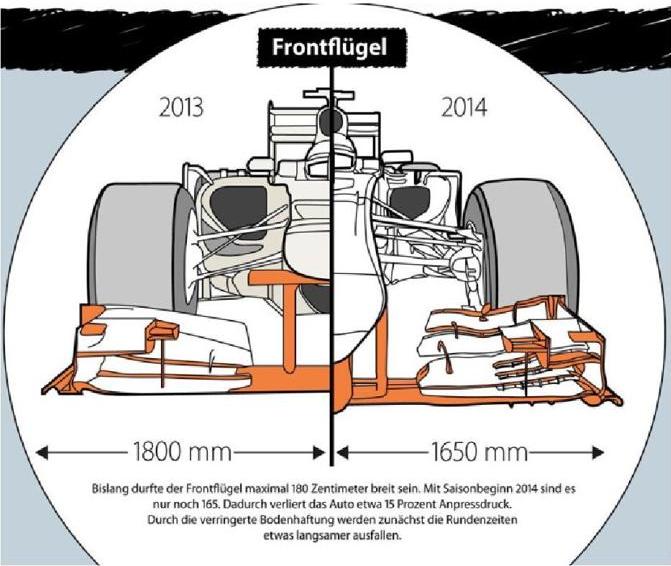 Frontflügel
2013
2014
1800 mm
1650 mm
Bislang durfte der Frontflügel maximal 180 Zentimeter breit sein. Mit Saisonbeginn 2014 sind es
nur noch 165. Dadurch verliert das Auto etwa 15 Prozent Anpressdruck.
Durch die verringerte Bodenhaftung werden zunächst die Rundenzeiten
etwas langsamer ausfallen.